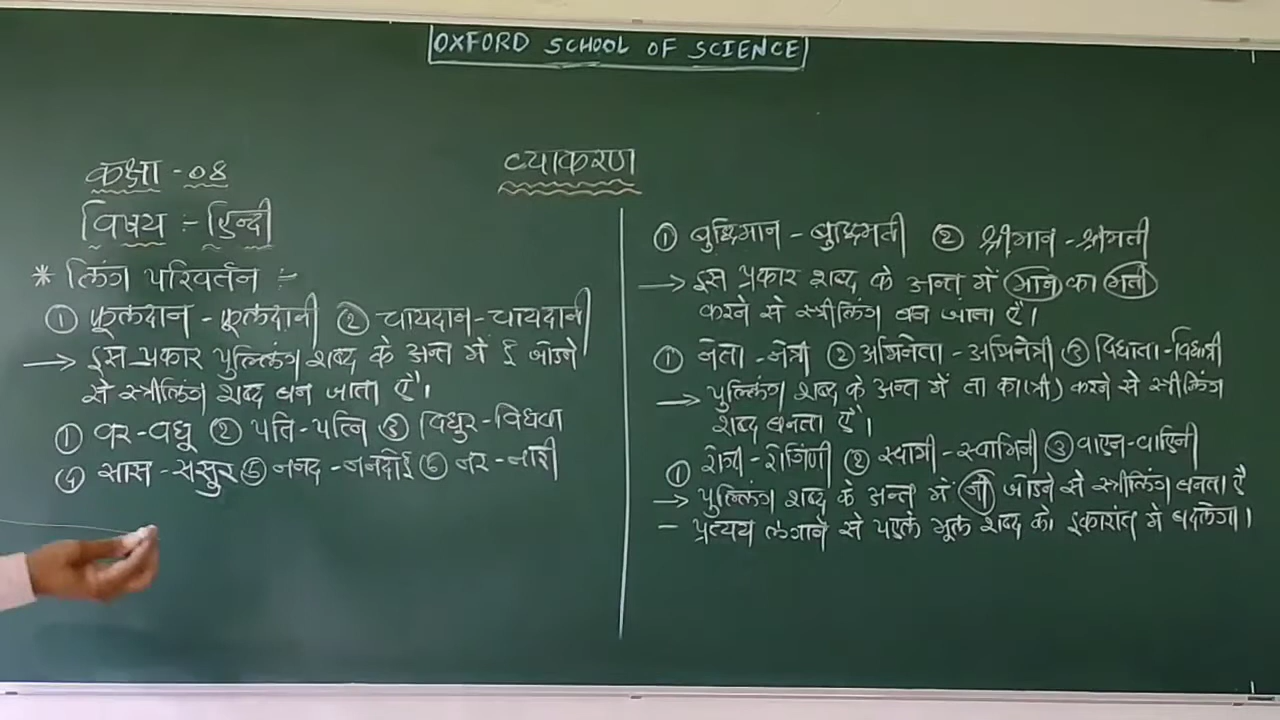 OXFORD SCHOOL OF SCIENCE
व्याकरण
कक्षा - 08
विषय :- हिन्दी
* लिंग परिवर्तन :-
① फूलदान - फूलदानी ② चायदान - चायदानी
→ इस प्रकार पुल्लिंग शब्द के अन्त में ई जोडने
से स्त्रीलिंग शब्द बन जाता है।
① वर - वधू ② पति - पत्नि ③ विधुर - विधवा
④ सास - ससुर ⑤ ननद - ननदोई ⑥ नर - नारी
① बुद्धिमान - बुद्धिमती ② श्रीमान - श्रीमती
→ इस प्रकार शब्द के अन्त में मान का मती
करने से स्त्रीलिंग बन जाता है।
① नेता - नेत्री ② अभिनेता - अभिनेत्री ③ विधाता - विधात्री
→ पुल्लिंग शब्द के अन्त में ता का (त्री) करने से स्त्रीलिंग
शब्द बनता है।
① रोगी - रोगिणी ② स्वामी - स्वामिनी ③ वाहन - वाहिनी
→ पुल्लिंग शब्द के अन्त में नी जोडने से स्त्रीलिंग बनता है
- प्रत्यय लगाने से पहले मूल शब्द को इकारांत में बदलेगा।